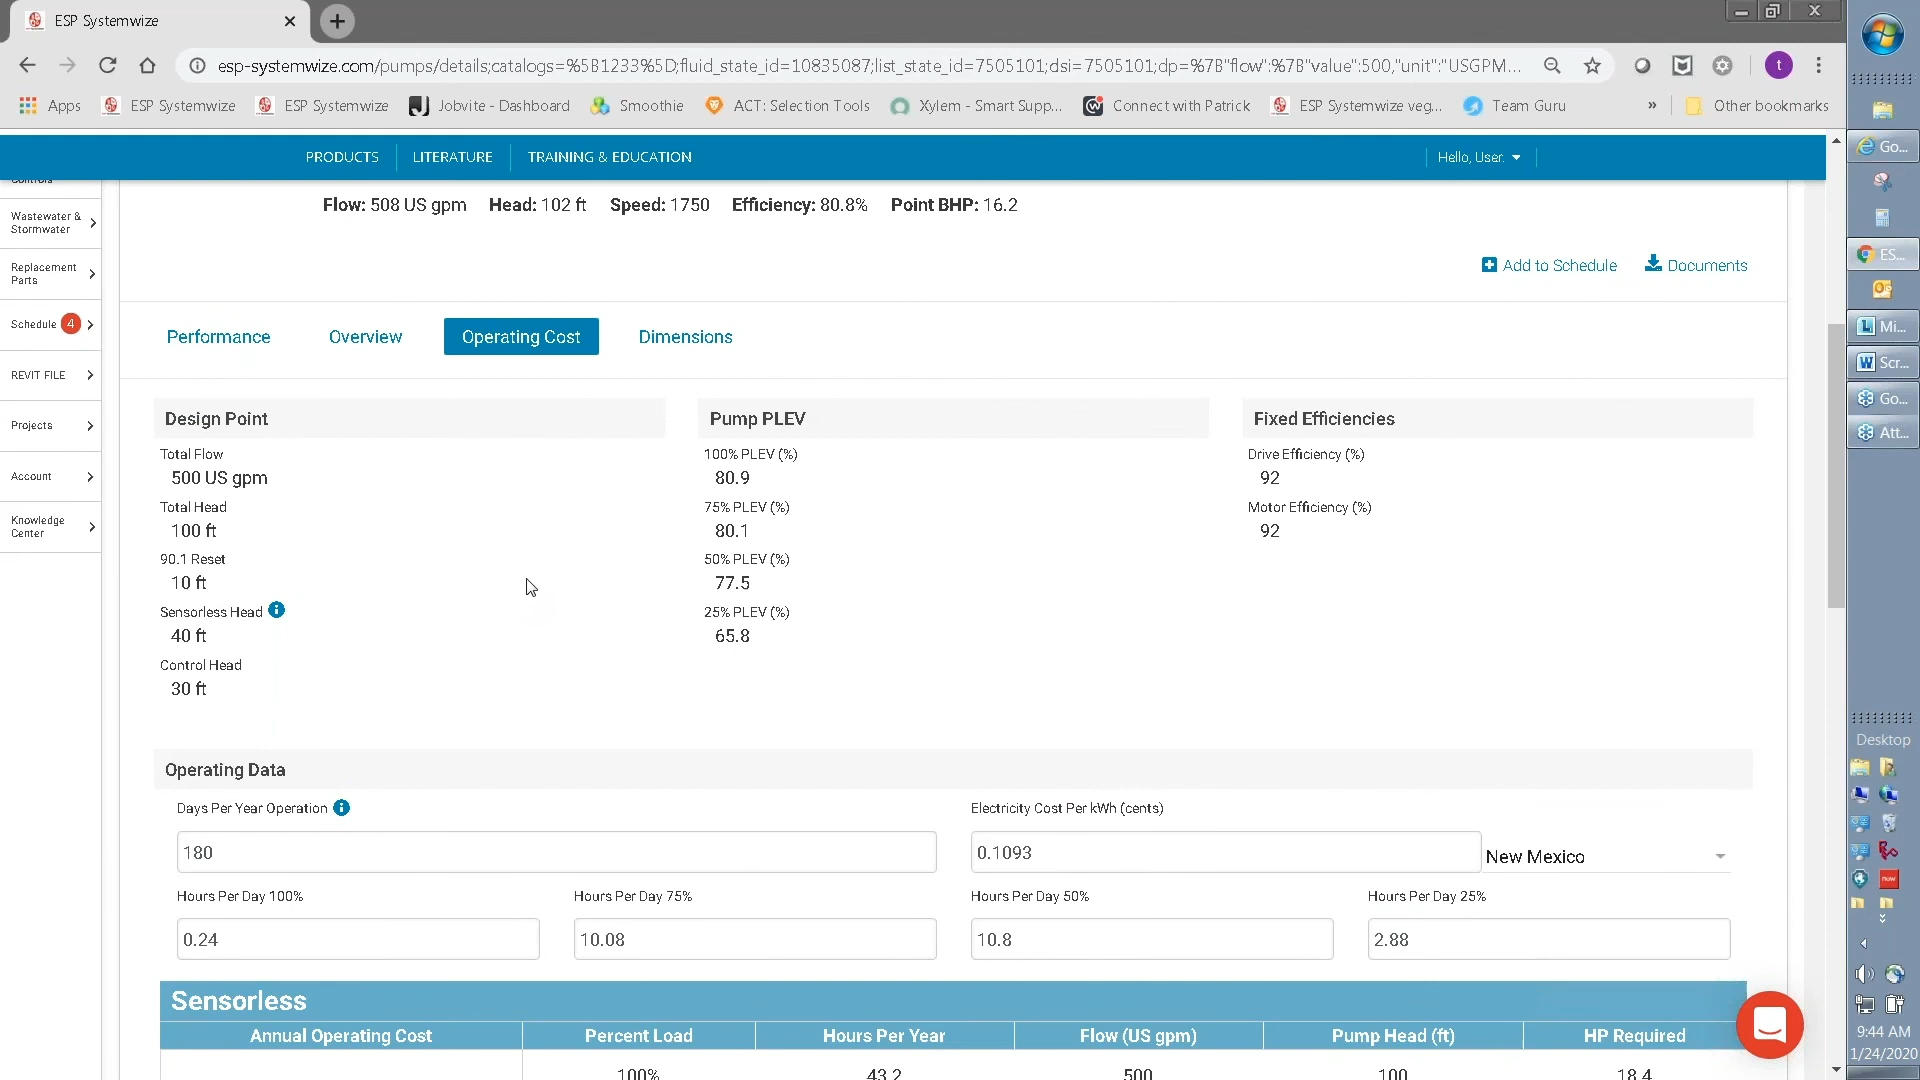 ESP Systemwize
esp-systemwize.com/pumps/details;catalogs=%5B1233%5D;fluid_state_id=10835087;list_state_id=7505101;dsi=7505101;dp=%7B"flow":%7B"value":500,"unit":"USGPM...
Apps ESP Systemwize ESP Systemwize Jobvite - Dashboard Smoothie ACT: Selection Tools Xylem - Smart Supp... Connect with Patrick ESP Systemwize veg... Team Guru » Other bookmarks
PRODUCTS LITERATURE TRAINING & EDUCATION Hello, User.
Controls
Wastewater &
Stormwater
Replacement
Parts
Schedule 4
REVIT FILE
Projects
Account
Knowledge
Center
Flow: 508 US gpm Head: 102 ft Speed: 1750 Efficiency: 80.8% Point BHP: 16.2
Add to Schedule Documents
Performance Overview Operating Cost Dimensions
Design Point
Total Flow
500 US gpm
Total Head
100 ft
90.1 Reset
10 ft
Sensorless Head
40 ft
Control Head
30 ft
Pump PLEV
100% PLEV (%)
80.9
75% PLEV (%)
80.1
50% PLEV (%)
77.5
25% PLEV (%)
65.8
Fixed Efficiencies
Drive Efficiency (%)
92
Motor Efficiency (%)
92
Operating Data
Days Per Year Operation
180
Electricity Cost Per kWh (cents)
0.1093 New Mexico
Hours Per Day 100% Hours Per Day 75% Hours Per Day 50% Hours Per Day 25%
0.24 10.08 10.8 2.88
Sensorless
Annual Operating Cost Percent Load Hours Per Year Flow (US gpm) Pump Head (ft) HP Required
100% 43.2 500 100 18.4
Go...
ES...
Mi...
Scr...
Go...
Att...
Desktop
now
9:44 AM
1/24/2020